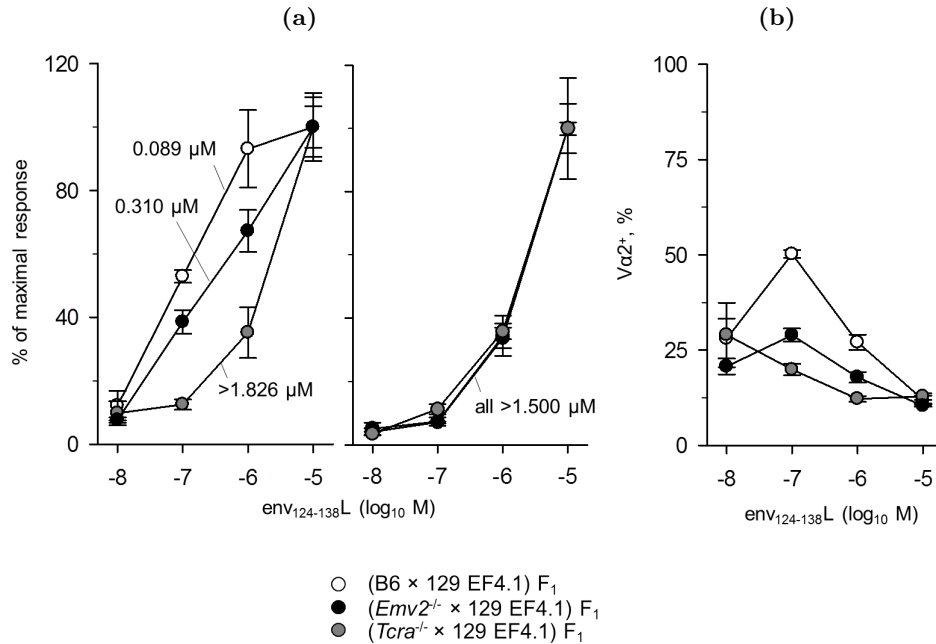 (a)
(b)
% of maximal response
120
80
40
0
0.089 µM
0.310 µM
>1.826 µM
all >1.500 µM
-8 -7 -6 -5
-8 -7 -6 -5
env124-138L (log10 M)
Vα2+, %
100
75
50
25
0
-8 -7 -6 -5
env124-138L (log10 M)
(B6 × 129 EF4.1) F1
(Emv2-/- × 129 EF4.1) F1
(Tcra-/- × 129 EF4.1) F1